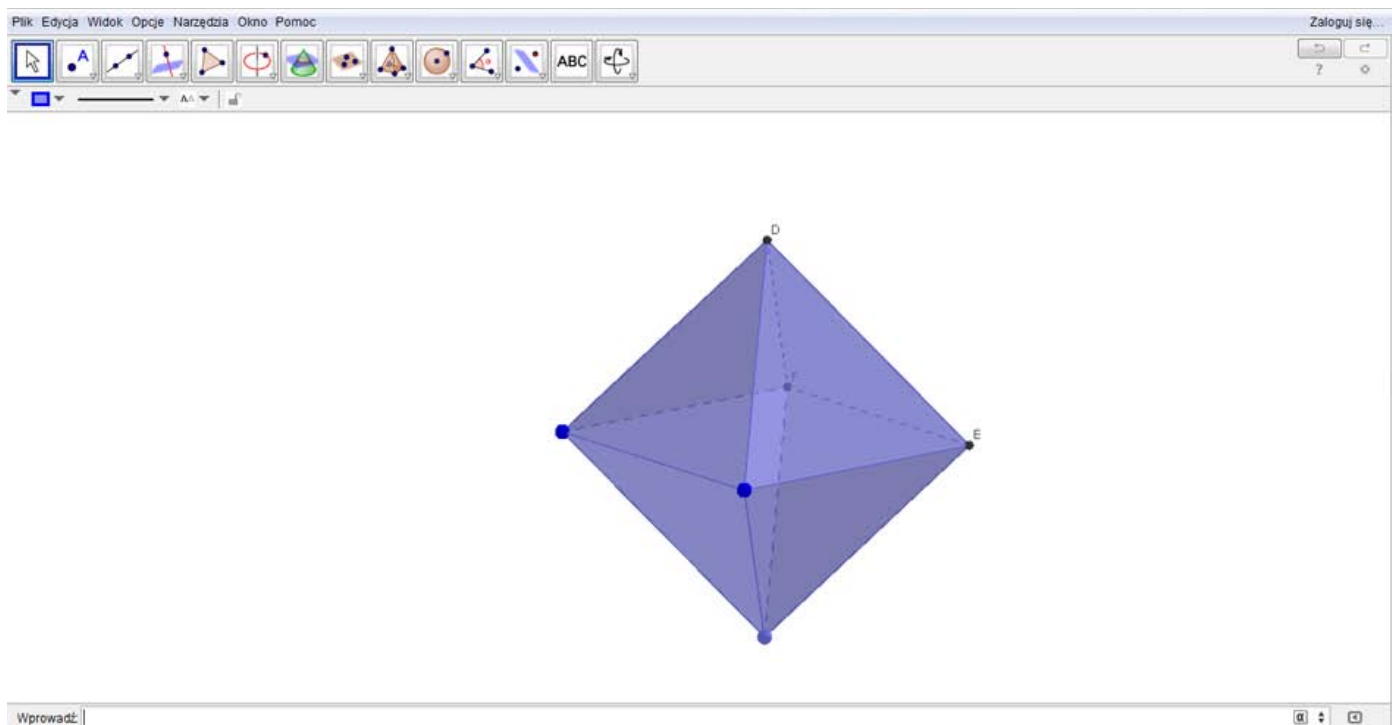 Plik Edycja Widok Opcje Narzędzia Okno Pomoc
Zaloguj się...
A
ABC
?
D
E
Wprowadź:
α